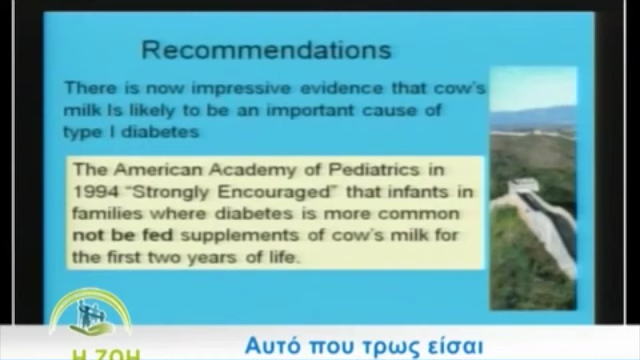 Recommendations
There is now impressive evidence that cow's
milk Is likely to be an important cause of
type I diabetes
The American Academy of Pediatrics in
1994 "Strongly Encouraged" that infants in
families where diabetes is more common
not be fed supplements of cow's milk for
the first two years of life.
Η ΖΩΗ
Αυτό που τρως είσαι